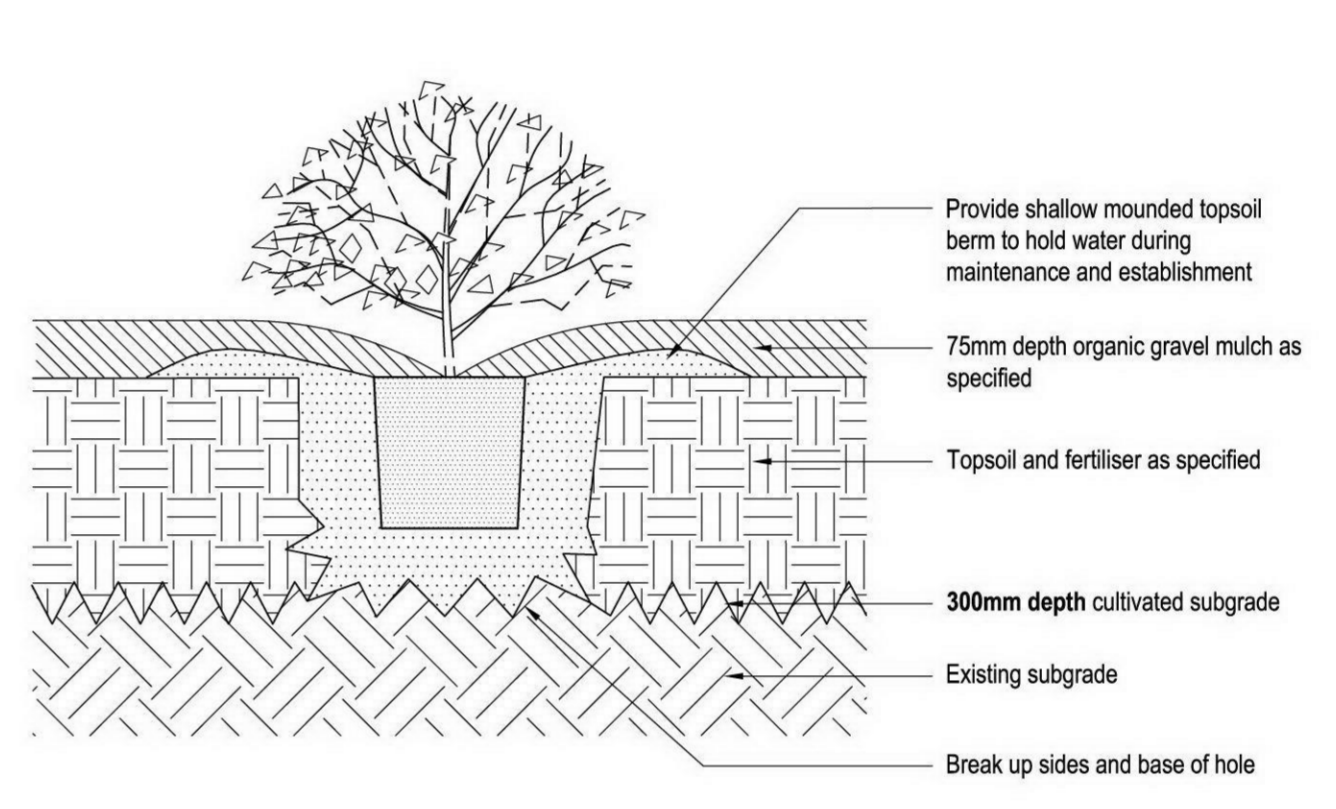 Provide shallow mounded topsoil
berm to hold water during
maintenance and establishment
75mm depth organic gravel mulch as
specified
Topsoil and fertiliser as specified
300mm depth cultivated subgrade
Existing subgrade
Break up sides and base of hole